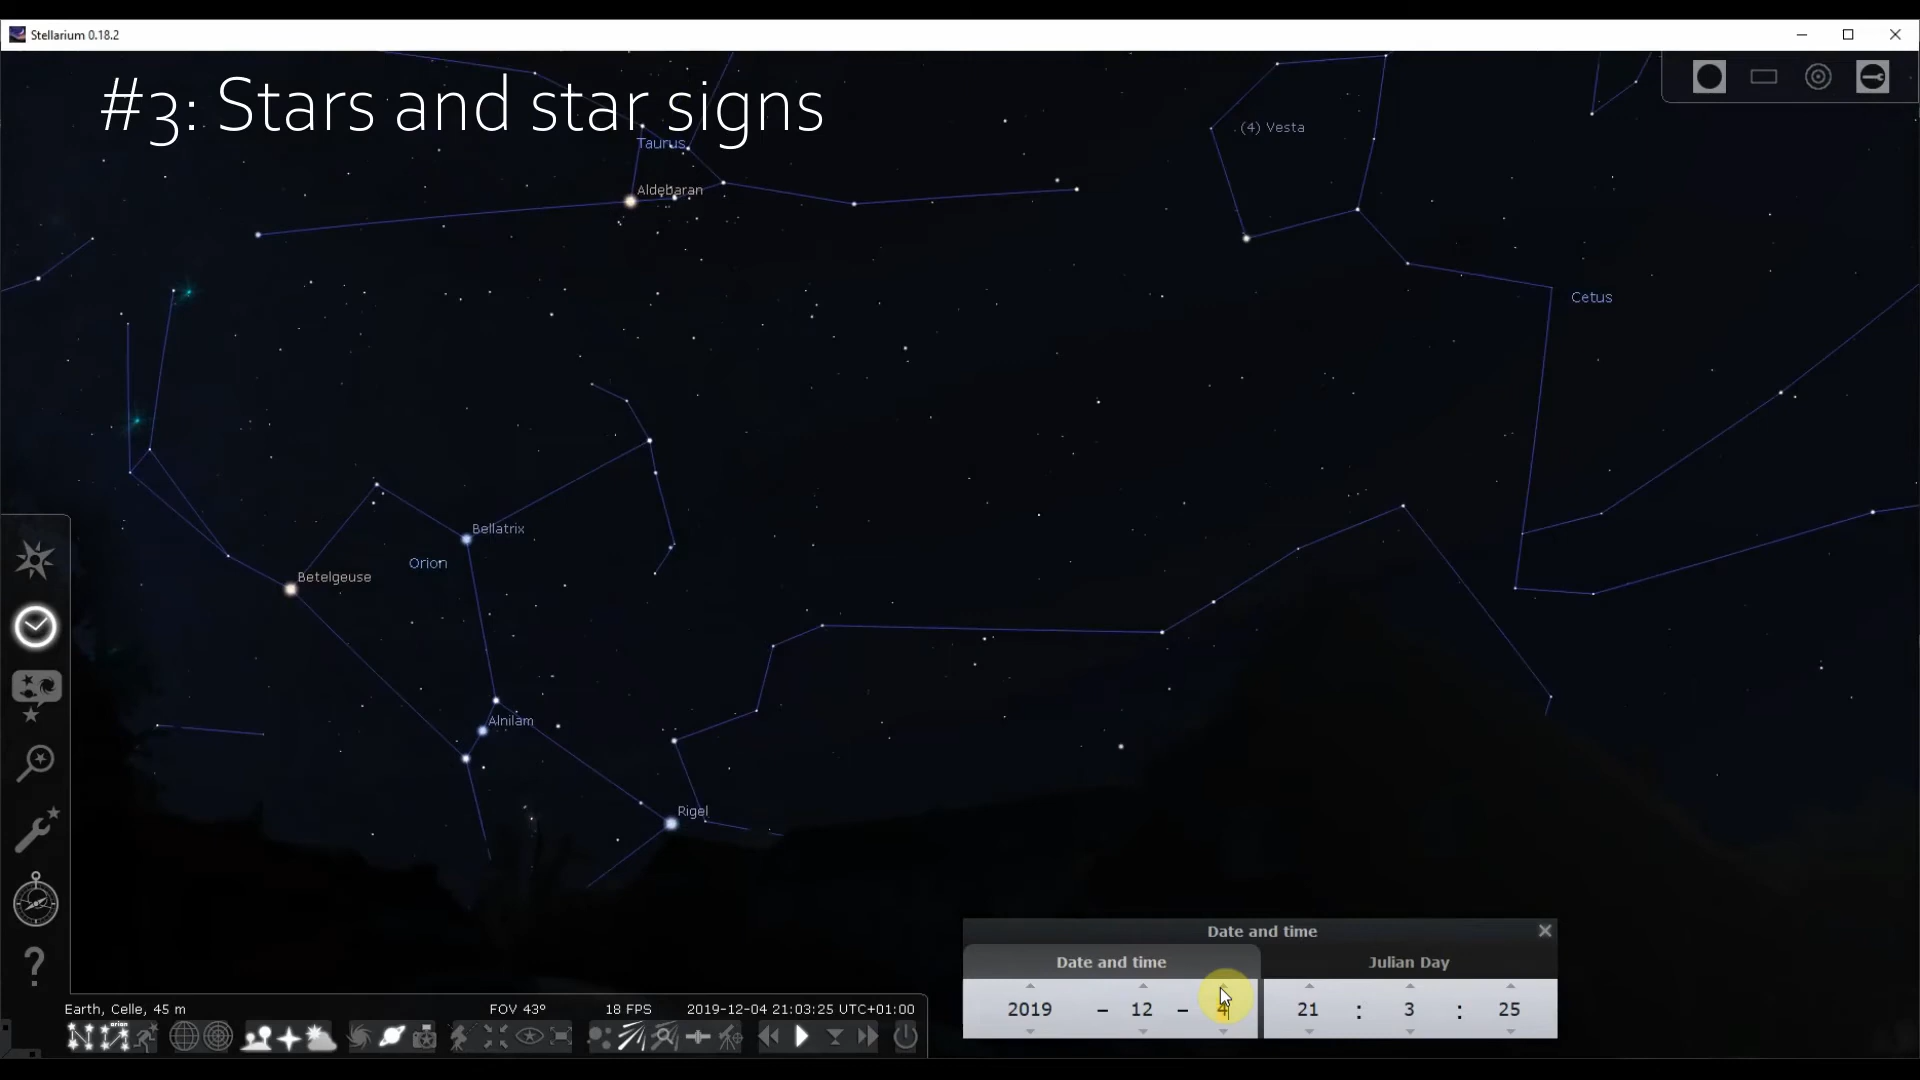 Stellarium 0.18.2
#3: Stars and star signs
(4) Vesta
Taurus
Aldebaran
Cetus
Bellatrix
Orion
Betelgeuse
Alnilam
Rigel
Date and time
Date and time
Julian Day
2019 - 12 - 4
21 : 3 : 25
Earth, Celle, 45 m
FOV 43°
18 FPS
2019-12-04 21:03:25 UTC+01:00